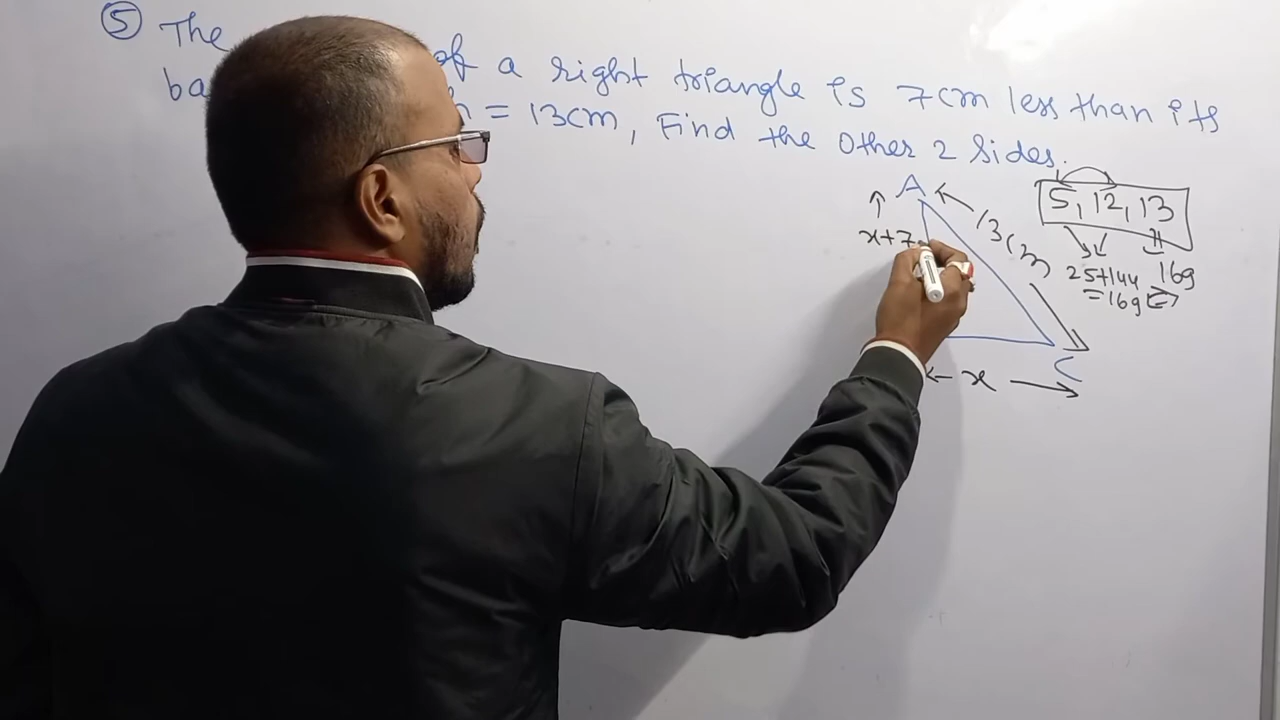 ⑤ The of a right triangle is 7cm less than its
ba = 13cm, Find the other 2 sides.
A
5, 12, 13
x+7
13cm
25+144
=169
169
x
C